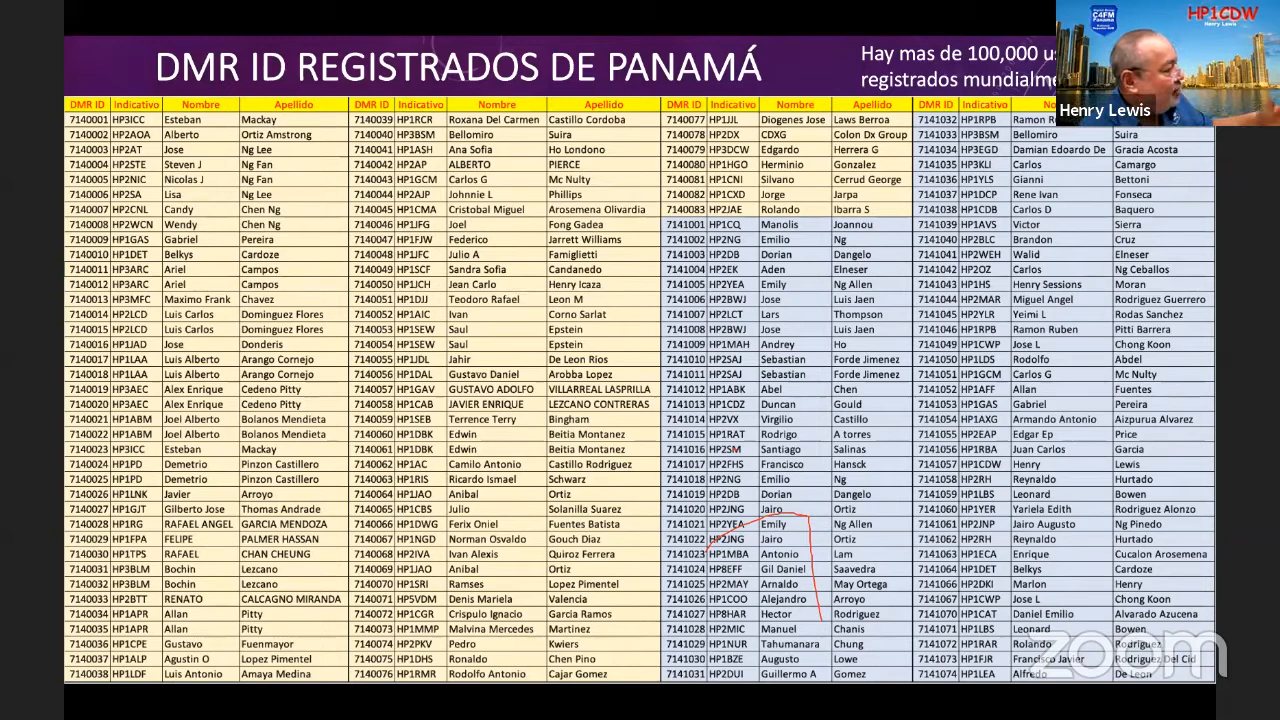 C4FM
Panama
HP1CDW
Henry Lewis
Henry Lewis
DMR ID REGISTRADOS DE PANAMÁ
Hay mas de 100,000
registrados
DMR ID Indicativo Nombre Apellido DMR ID Indicativo Nombre Apellido DMR ID Indicativo Nombre Apellido DMR ID Indicativo
7140001 HP3ICC Esteban Mackay 7140039 HP1RCR Roxana Del Carmen Castillo Cordoba 7140077 HP1JJL Diogenes Jose Laws Berroa 7141032 HP1RPB
7140002 HP2AOA Alberto Ortiz Amstrong 7140040 HP3BSM Bellomiro Suira 7140078 HP2DX CDXG Colon Dx Group 7141033 HP3BSM Bellomiro Suira
7140003 HP2AT Jose Ng Lee 7140041 HP1ASH Ana Sofia Ho Londono 7140079 HP3DCW Edgardo Herrera G 7141034 HP3EGD Damian Edoardo De Gracia Acosta
7140004 HP2STE Steven J Ng Fan 7140042 HP2AP ALBERTO PIERCE 7140080 HP1HGO Herminio Gonzalez 7141035 HP3KLI Carlos Camargo
7140005 HP2NIC Nicolas J Ng Fan 7140043 HP1GCM Carlos G Mc Nulty 7140081 HP1CNI Silvano Cerrud George 7141036 HP1YLS Gianni Bettoni
7140006 HP2SA Lisa Ng Lee 7140044 HP2AJP Johnnie L Phillips 7140082 HP1CXD Jorge Jarpa 7141037 HP1DCP Rene Ivan Fonseca
7140007 HP2CNL Candy Chen Ng 7140045 HP1CMA Cristobal Miguel Arosemena Olivardia 7140083 HP2JAE Rolando Ibarra S 7141038 HP1CDB Carlos D Baquero
7140008 HP2WCN Wendy Chen Ng 7140046 HP1JFG Joel Fong Gadea 7141001 HP1CQ Manolis Joannou 7141039 HP1AVS Victor Sierra
7140009 HP1GAS Gabriel Pereira 7140047 HP1FJW Federico Jarrett Williams 7141002 HP2NG Emilio Ng 7141040 HP2BLC Brandon Cruz
7140010 HP1DET Belkys Cardoze 7140048 HP1JFC Julio A Famiglietti 7141003 HP2DB Dorian Dangelo 7141041 HP2WEH Walid Elneser
7140011 HP3ARC Ariel Campos 7140049 HP1SCF Sandra Sofia Candanedo 7141004 HP2EK Aden Elneser 7141042 HP2OZ Carlos Ng Ceballos
7140012 HP3ARC Ariel Campos 7140050 HP1JCH Jean Carlo Henry Icaza 7141005 HP2YEA Emily Ng Allen 7141043 HP1HS Henry Sessions Moran
7140013 HP3MFC Maximo Frank Chavez 7140051 HP1DJJ Teodoro Rafael Leon M 7141006 HP2BWJ Jose Luis Jaen 7141044 HP2MAR Miguel Angel Rodriguez Guerrero
7140014 HP2LCD Luis Carlos Dominguez Flores 7140052 HP1AIC Ivan Corno Sarlat 7141007 HP2LCT Lars Thompson 7141045 HP2YLR Yeimi L Rodas Sanchez
7140015 HP2LCD Luis Carlos Dominguez Flores 7140053 HP1SEW Saul Epstein 7141008 HP2BWJ Jose Luis Jaen 7141046 HP1RPB Ramon Ruben Pitti Barrera
7140016 HP1JAD Jose Donderis 7140054 HP1SEW Saul Epstein 7141009 HP1MAH Andrey Ho 7141049 HP1CWP Jose L Chong Koon
7140017 HP1LAA Luis Alberto Arango Cornejo 7140055 HP1JDL Jahir De Leon Rios 7141010 HP2SAJ Sebastian Forde Jimenez 7141050 HP1LDS Rodolfo Abdel
7140018 HP1LAA Luis Alberto Arango Cornejo 7140056 HP1DAL Gustavo Daniel Arobba Lopez 7141011 HP2SAJ Sebastian Forde Jimenez 7141051 HP1GCM Carlos G Mc Nulty
7140019 HP3AEC Alex Enrique Cedeno Pitty 7140057 HP1GAV GUSTAVO ADOLFO VILLARREAL LASPRILLA 7141012 HP1ABK Abel Chen 7141052 HP1AFF Allan Fuentes
7140020 HP3AEC Alex Enrique Cedeno Pitty 7140058 HP1CAB JAVIER ENRIQUE LEZCANO CONTRERAS 7141013 HP1CDZ Duncan Gould 7141053 HP1GAS Gabriel Pereira
7140021 HP1ABM Joel Alberto Bolanos Mendieta 7140059 HP1SEB Terrence Terry Bingham 7141014 HP2VX Virgilio Castillo 7141054 HP1AXG Armando Antonio Aizpurua Alvarez
7140022 HP1ABM Joel Alberto Bolanos Mendieta 7140060 HP1DBK Edwin Beitia Montanez 7141015 HP1RAT Rodrigo A torres 7141055 HP2EAP Edgar Ep Price
7140023 HP3ICC Esteban Mackay 7140061 HP1DBK Edwin Beitia Montanez 7141016 HP2SM Santiago Salinas 7141056 HP1RBA Juan Carlos Garcia
7140024 HP1PD Demetrio Pinzon Castillero 7140062 HP1AC Camilo Antonio Castillo Rodriguez 7141017 HP2FHS Francisco Hansck 7141057 HP1CDW Henry Lewis
7140025 HP1PD Demetrio Pinzon Castillero 7140063 HP1RIS Ricardo Ismael Schwarz 7141018 HP2NG Emilio Ng 7141058 HP2RH Reynaldo Hurtado
7140026 HP1LNK Javier Arroyo 7140064 HP1JAO Anibal Ortiz 7141019 HP2DB Dorian Dangelo 7141059 HP1LBS Leonard Bowen
7140027 HP1GJT Gilberto Jose Thomas Andrade 7140065 HP1CBS Julio Solanilla Suarez 7141020 HP2JNG Jairo Ortiz 7141060 HP1YER Yariela Edith Rodriguez Alonzo
7140028 HP1RG RAFAEL ANGEL GARCIA MENDOZA 7140066 HP1DWG Ferix Oniel Fuentes Batista 7141021 HP2YEA Emily Ng Allen 7141061 HP2JNP Jairo Augusto Ng Pinedo
7140029 HP1FPA FELIPE PALMER HASSAN 7140067 HP1NGD Norman Osvaldo Gouch Diaz 7141022 HP2JNG Jairo Ortiz 7141062 HP2RH Reynaldo Hurtado
7140030 HP1TPS RAFAEL CHAN CHEUNG 7140068 HP2IVA Ivan Alexis Quiroz Ferrera 7141023 HP1MBA Antonio Lam 7141063 HP1ECA Enrique Cucalon Arosemena
7140031 HP3BLM Bochin Lezcano 7140069 HP1JAO Anibal Ortiz 7141024 HP8EFF Gil Daniel Saavedra 7141064 HP1DET Belkys Cardoze
7140032 HP3BLM Bochin Lezcano 7140070 HP1SRI Ramses Lopez Pimentel 7141025 HP2MAY Arnaldo May Ortega 7141066 HP2DKI Marlon Henry
7140033 HP2BTT RENATO CALCAGNO MIRANDA 7140071 HP5VDM Denis Mariela Valencia 7141026 HP1COO Alejandro Arroyo 7141067 HP1CWP Jose L Chong Koon
7140034 HP1APR Allan Pitty 7140072 HP1CGR Crispulo Ignacio Garcia Ramos 7141027 HP8HAR Hector Rodriguez 7141070 HP1CAT Daniel Emilio Alvarado Azucena
7140035 HP1APR Allan Pitty 7140073 HP1MMP Malvina Mercedes Martinez 7141028 HP2MIC Manuel Chanis 7141071 HP1LBS Leonard Bowen
7140036 HP1CPE Gustavo Fuenmayor 7140074 HP2PKV Pedro Kwiers 7141029 HP1NUR Tahumanara Chung 7141072 HP1RAR Rolando Rodriguez
7140037 HP1ALP Agustin O Lopez Pimentel 7140075 HP1DHS Ronaldo Chen Pino 7141030 HP1BZE Augusto Lowe 7141073 HP1FJR Francisco Javier Rodriguez Del Cid
7140038 HP1LDF Luis Antonio Amaya Medina 7140076 HP1RMR Rodolfo Antonio Cajar Gomez 7141031 HP2DUI Guillermo A Gomez 7141074 HP1LEA Alfredo De Leon
zoom